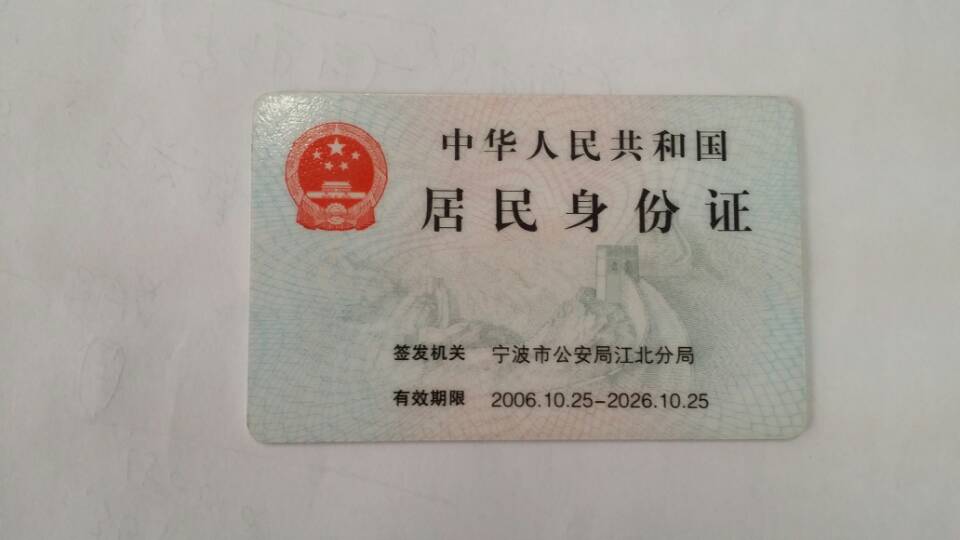 中华人民共和国
居民身份证
签发机关 宁波市公安局江北分局
有效期限 2006.10.25-2026.10.25